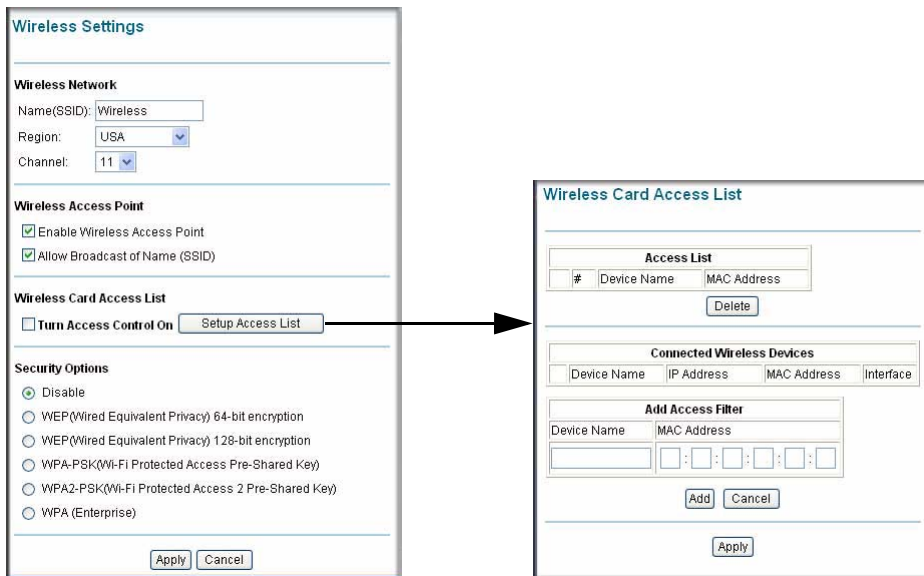 Wireless Settings
Wireless Network
Name(SSID): Wireless
Region: USA
Channel: 11
Wireless Access Point
Enable Wireless Access Point
Allow Broadcast of Name (SSID)
Wireless Card Access List
Turn Access Control On Setup Access List
Security Options
Disable
WEP(Wired Equivalent Privacy) 64-bit encryption
WEP(Wired Equivalent Privacy) 128-bit encryption
WPA-PSK(Wi-Fi Protected Access Pre-Shared Key)
WPA2-PSK(Wi-Fi Protected Access 2 Pre-Shared Key)
WPA (Enterprise)
Apply Cancel
Wireless Card Access List
Access List
# Device Name MAC Address
Delete
Connected Wireless Devices
Device Name IP Address MAC Address Interface
Add Access Filter
Device Name MAC Address
: : : : :
Add Cancel
Apply